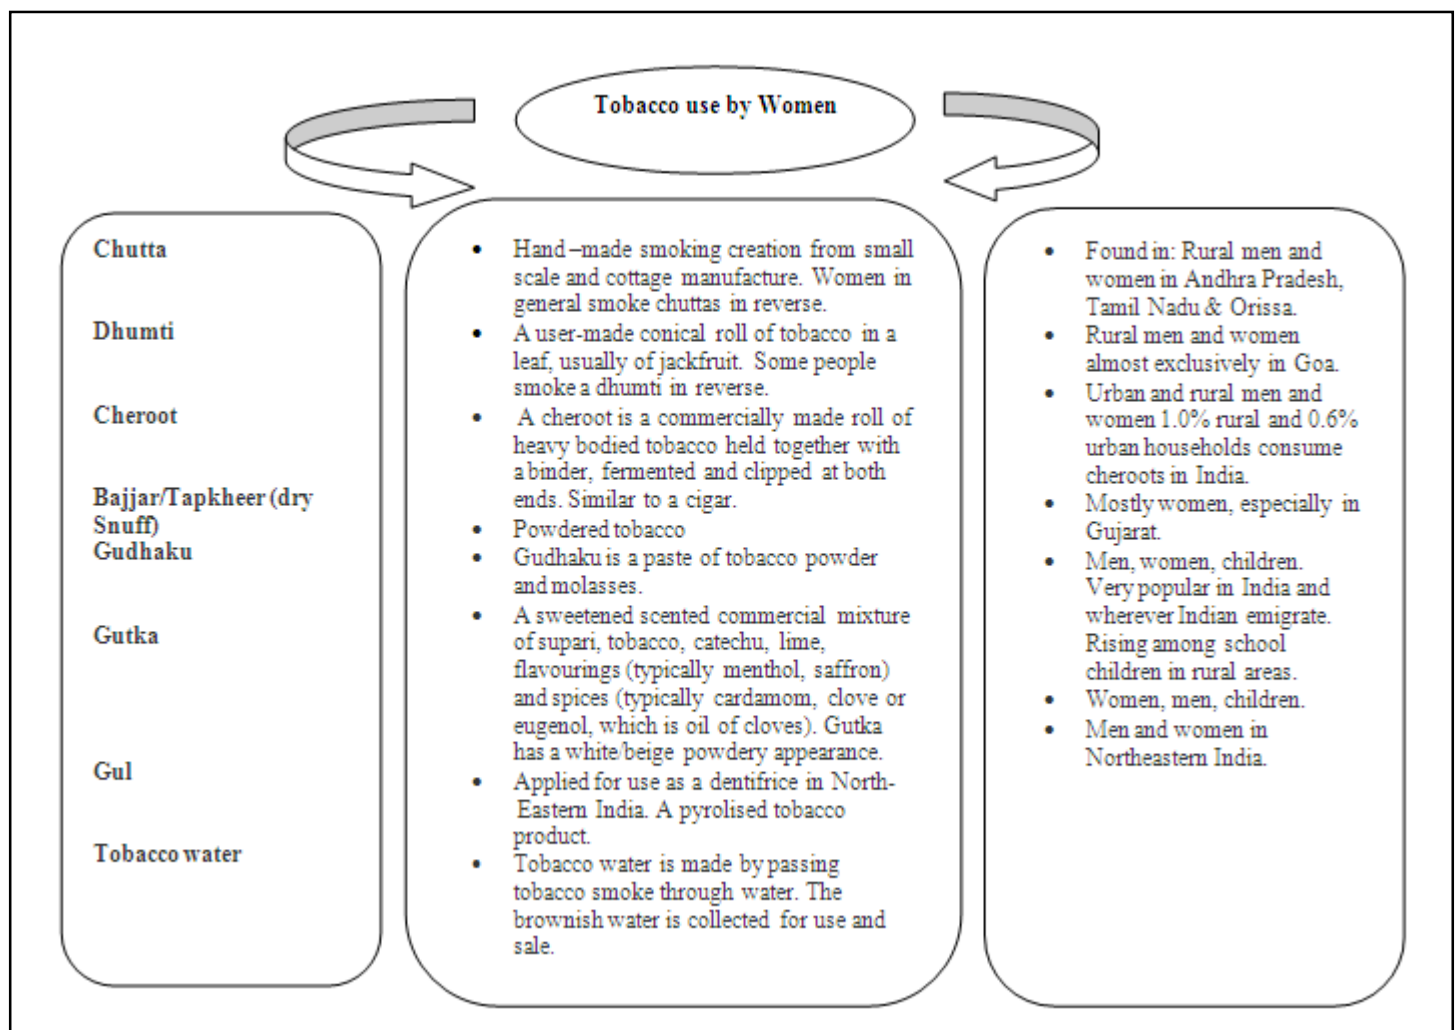 Tobacco use by Women
Chutta
Dhumti
Cheroot
Bajjar/Tapkheer (dry
Snuff)
Gudhaku
Gutka
Gul
Tobacco water
• Hand –made smoking creation from small
scale and cottage manufacture. Women in
general smoke chuttas in reverse.
• A user-made conical roll of tobacco in a
leaf, usually of jackfruit. Some people
smoke a dhumti in reverse.
• A cheroot is a commercially made roll of
heavy bodied tobacco held together with
a binder, fermented and clipped at both
ends. Similar to a cigar.
• Powdered tobacco
• Gudhaku is a paste of tobacco powder
and molasses.
• A sweetened scented commercial mixture
of supari, tobacco, catechu, lime,
flavourings (typically menthol, saffron)
and spices (typically cardamom, clove or
eugenol, which is oil of cloves). Gutka
has a white/beige powdery appearance.
• Applied for use as a dentifrice in North-
Eastern India. A pyrolised tobacco
product.
• Tobacco water is made by passing
tobacco smoke through water. The
brownish water is collected for use and
sale.
• Found in: Rural men and
women in Andhra Pradesh,
Tamil Nadu & Orissa.
• Rural men and women
almost exclusively in Goa.
• Urban and rural men and
women 1.0% rural and 0.6%
urban households consume
cheroots in India.
• Mostly women, especially in
Gujarat.
• Men, women, children.
Very popular in India and
wherever Indian emigrate.
Rising among school
children in rural areas.
• Women, men, children.
• Men and women in
Northeastern India.